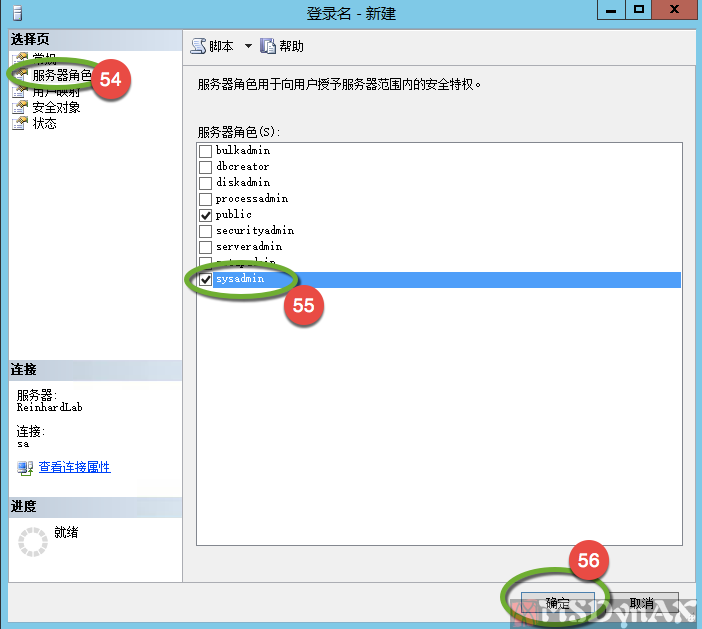 登录名 - 新建
选择页
常规
服务器角色
54
用户映射
安全对象
状态
脚本
帮助
服务器角色用于向用户授予服务器范围内的安全特权。
服务器角色(S):
bulkadmin
dbcreator
diskadmin
processadmin
public
securityadmin
serveradmin
setupadmin
sysadmin
55
连接
服务器:
ReinhardLab
连接:
sa
查看连接属性
进度
就绪
56
确定
取消
MSDynAX